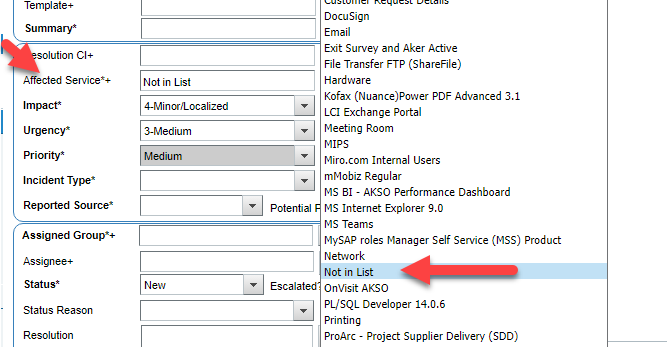 Template+
Summary*
Resolution CI+
Affected Service*+
Not in List
Impact*
4-Minor/Localized
Urgency*
3-Medium
Priority*
Medium
Incident Type*
Reported Source*
Potential
Assigned Group*+
Assignee+
Status*
New
Escalated?
Status Reason
Resolution
Customer Request Details
DocuSign
Email
Exit Survey and Aker Active
File Transfer FTP (ShareFile)
Hardware
Kofax (Nuance)Power PDF Advanced 3.1
LCI Exchange Portal
Meeting Room
MIPS
Miro.com Internal Users
mMobiz Regular
MS BI - AKSO Performance Dashboard
MS Internet Explorer 9.0
MS Teams
MySAP roles Manager Self Service (MSS) Product
Network
Not in List
OnVisit AKSO
PL/SQL Developer 14.0.6
Printing
ProArc - Project Supplier Delivery (SDD)